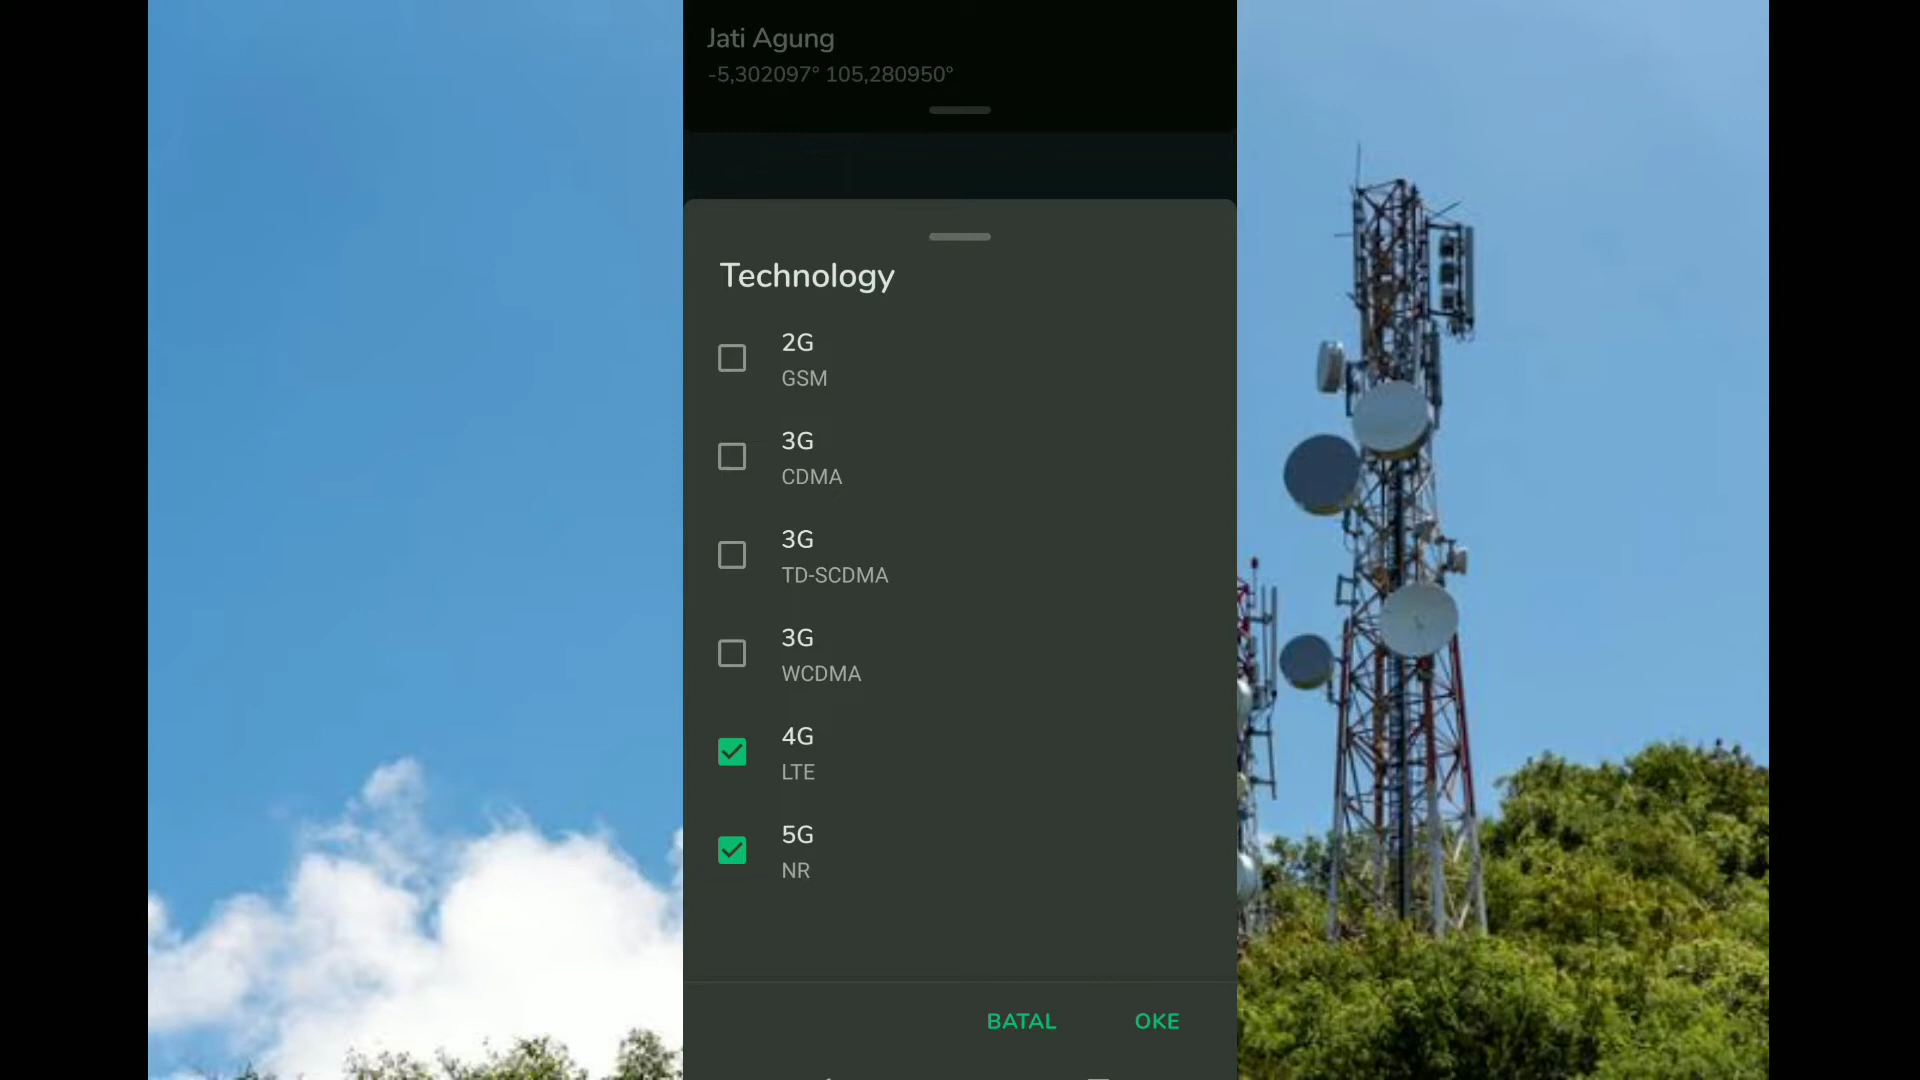 Jati Agung
-5,302097° 105,280950°
Technology
2G
GSM
3G
CDMA
3G
TD-SCDMA
3G
WCDMA
4G
LTE
5G
NR
BATAL OKE